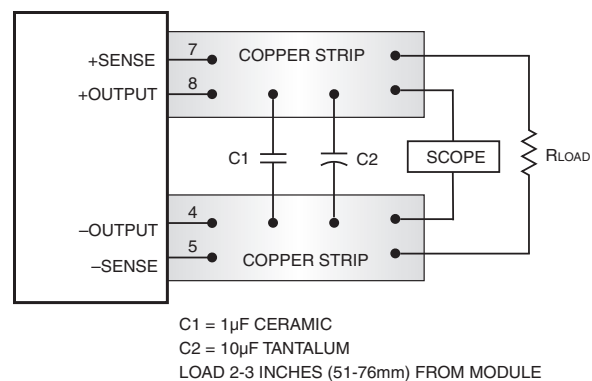 +SENSE 7 COPPER STRIP
+OUTPUT 8
C1 C2 SCOPE RLOAD
–OUTPUT 4
–SENSE 5 COPPER STRIP
C1 = 1µF CERAMIC
C2 = 10µF TANTALUM
LOAD 2-3 INCHES (51-76mm) FROM MODULE